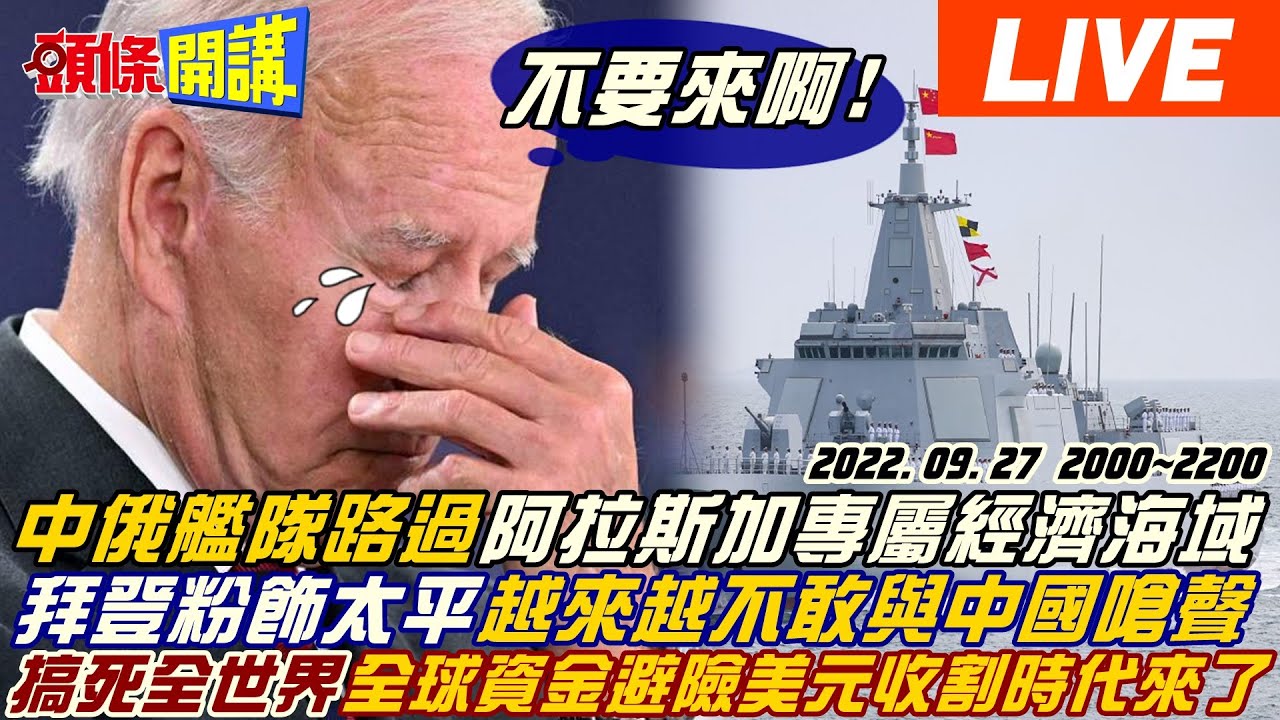 頭條開講
不要來啊!
LIVE
2022.09.27 2000~2200
中俄艦隊路過阿拉斯加專屬經濟海域
拜登粉飾太平越來越不敢與中國嗆聲
搞死全世界全球資金避險美元收割時代來了